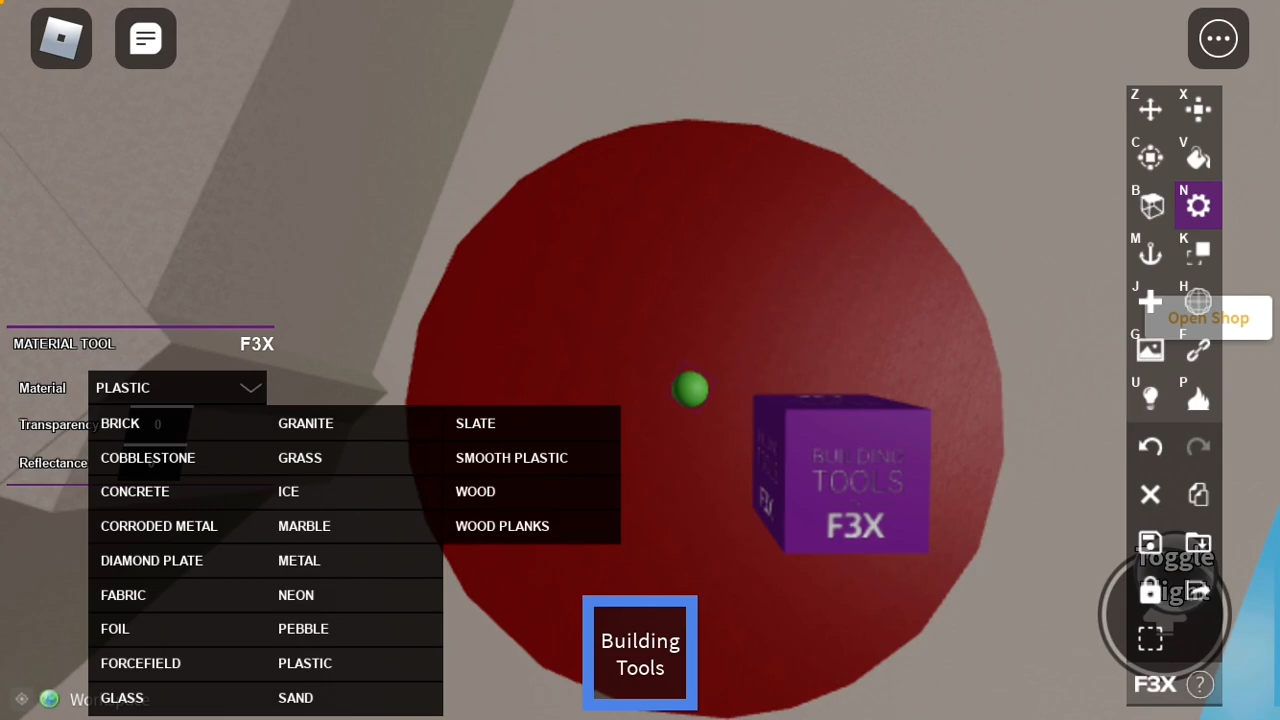 MATERIAL TOOL F3X
Material PLASTIC
Transparency 0
Reflectance 0
BRICK GRANITE SLATE
COBBLESTONE GRASS SMOOTH PLASTIC
CONCRETE ICE WOOD
CORRODED METAL MARBLE WOOD PLANKS
DIAMOND PLATE METAL
FABRIC NEON
FOIL PEBBLE
FORCEFIELD PLASTIC
GLASS SAND
BUILDING
TOOLS
F3X
Building
Tools
Z X
C V
B N
M K
J H
Open Shop
G F
U P
Toggle
F3X ?